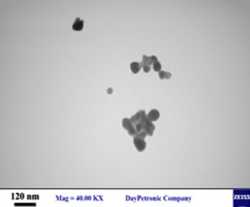 120 nm Mag = 40.00 KX DayPetronic Company ZEISS